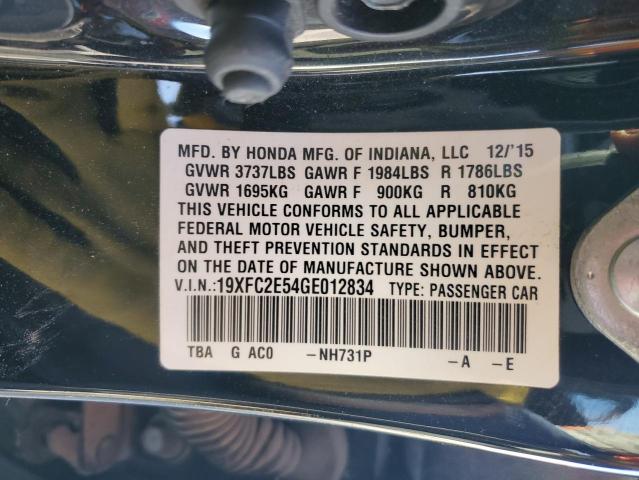 MFD. BY HONDA MFG. OF INDIANA, LLC 12/'15
GVWR 3737LBS GAWR F 1984LBS R 1786LBS
GVWR 1695KG GAWR F 900KG R 810KG
THIS VEHICLE CONFORMS TO ALL APPLICABLE
FEDERAL MOTOR VEHICLE SAFETY, BUMPER,
AND THEFT PREVENTION STANDARDS IN EFFECT
ON THE DATE OF MANUFACTURE SHOWN ABOVE.
V.I.N.:19XFC2E54GE012834 TYPE: PASSENGER CAR
TBA G AC0 -NH731P -A -E